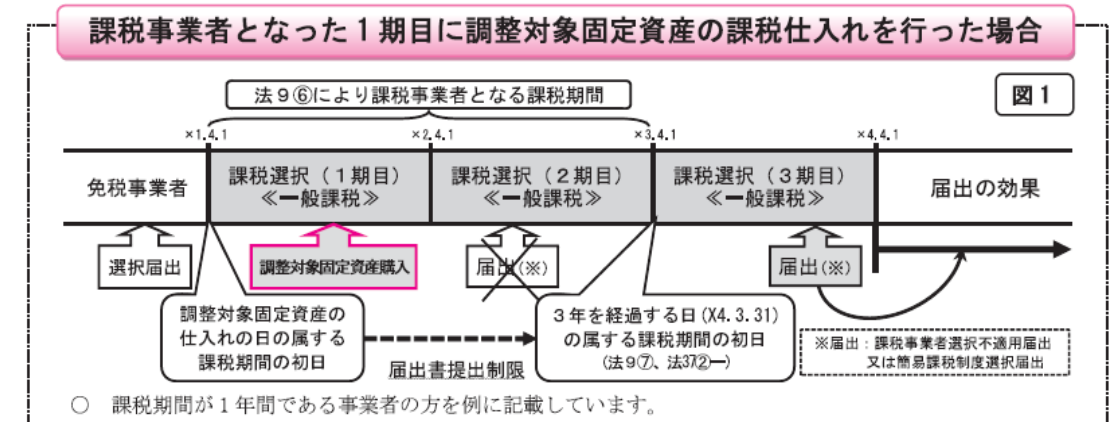 課税事業者となった1期目に調整対象固定資産の課税仕入れを行った場合
法9⑥により課税事業者となる課税期間
図1
×1.4.1
×2.4.1
×3.4.1
×4.4.1
免税事業者
課税選択(1期目)
≪一般課税≫
課税選択(2期目)
≪一般課税≫
課税選択(3期目)
≪一般課税≫
届出の効果
選択届出
調整対象固定資産購入
届出(※)
届出(※)
調整対象固定資産の
仕入れの日の属する
課税期間の初日
届出書提出制限
3年を経過する日(X4.3.31)
の属する課税期間の初日
(法9⑦、法37②一)
※届出:課税事業者選択不適用届出
又は簡易課税制度選択届出
○ 課税期間が1年間である事業者の方を例に記載しています。